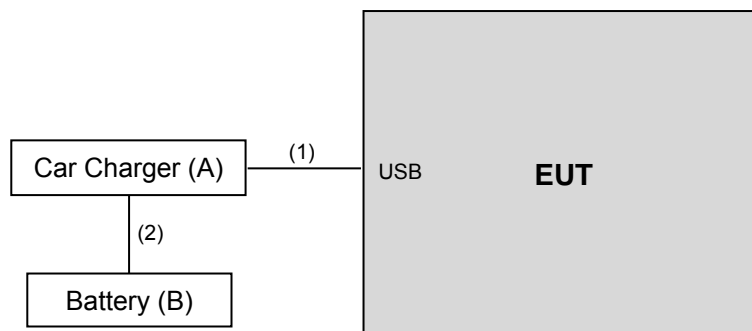 (1)
Car Charger (A)
USB
EUT
(2)
Battery (B)